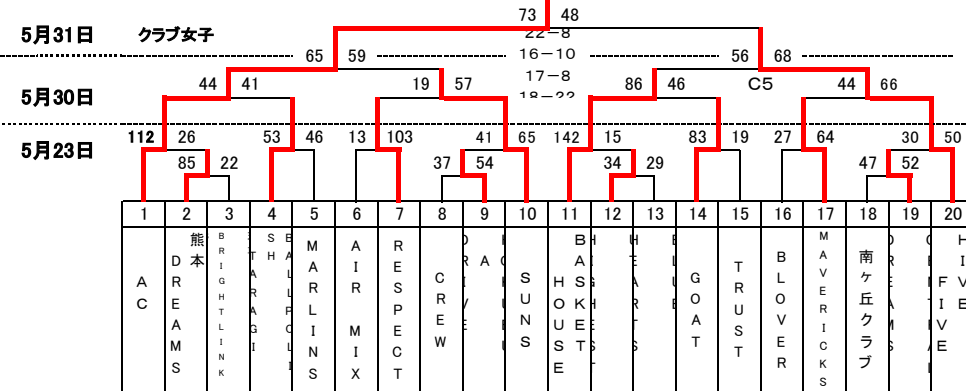 73 48
5月31日 クラブ女子 22－8
65 59 16－10 56 68
17－8
44 41 19 57 86 46 C5 44 66
5月30日 18－22
112 26 53 46 13 103 41 65 142 15 83 19 27 64 30 50
5月23日
85 22 37 54 34 29 47 52
1 2 3 4 5 6 7 8 9 10 11 12 13 14 15 16 17 18 19 20
AC
熊本
DREAMS
BRIGHTLINK
MARLINS
AIR MIX
RESPECT
CREW
SUNS
BASKET
HOUSE
GOAT
TRUST
BLOVER
MAVERICKS
南ヶ丘クラブ
FIVE